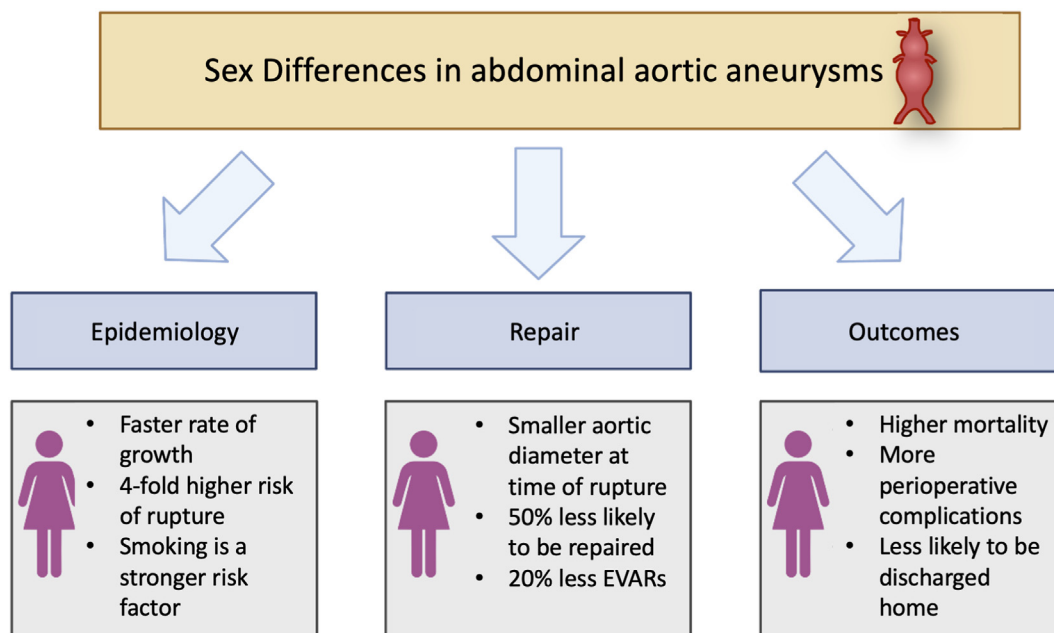 Sex Differences in abdominal aortic aneurysms
Epidemiology
• Faster rate of
growth
• 4-fold higher risk
of rupture
• Smoking is a
stronger risk
factor
Repair
• Smaller aortic
diameter at
time of rupture
• 50% less likely
to be repaired
• 20% less EVARs
Outcomes
• Higher mortality
• More
perioperative
complications
• Less likely to be
discharged
home